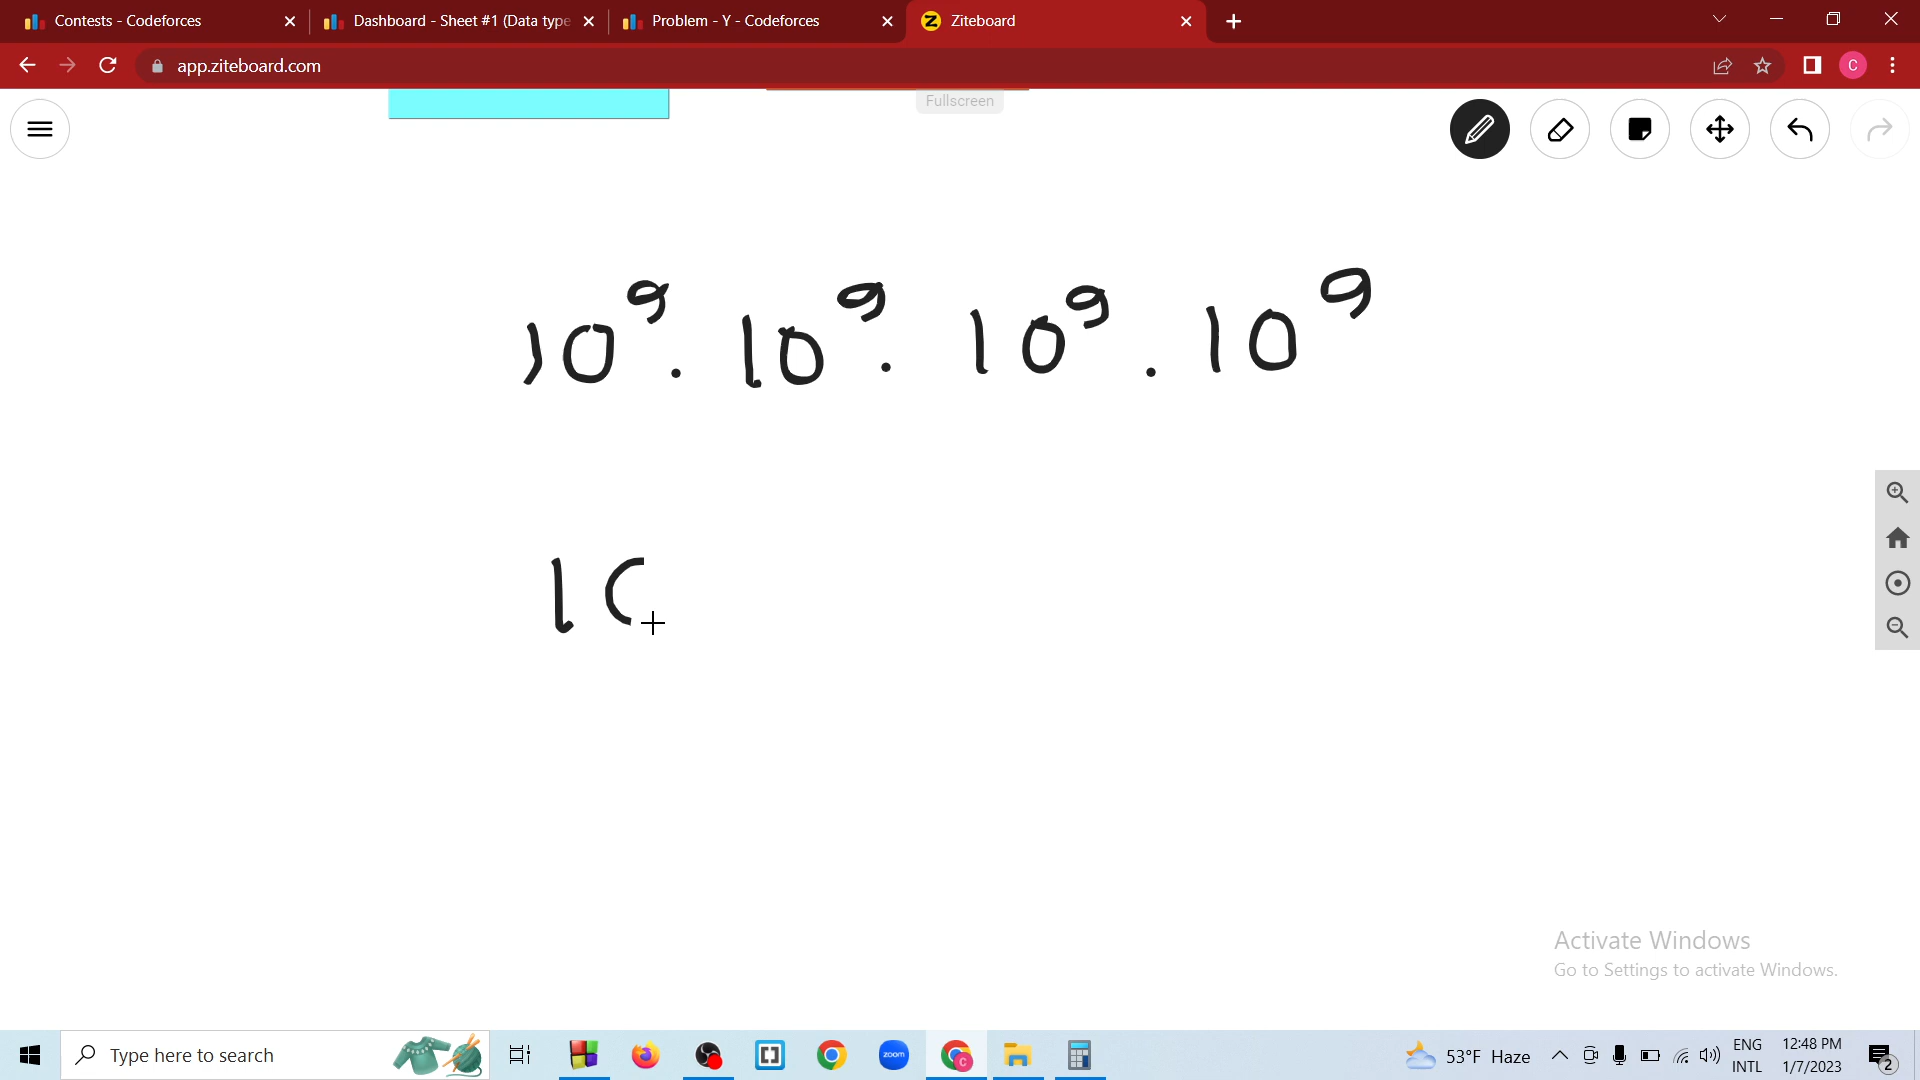 Contests - Codeforces
Dashboard - Sheet #1 (Data type
Problem - Y - Codeforces
Ziteboard
app.ziteboard.com
C
Fullscreen
10⁹ . 10⁹ . 10⁹ . 10⁹
10
Activate Windows
Go to Settings to activate Windows.
Type here to search
zoom
C
53°F Haze
ENG
INTL
12:48 PM
1/7/2023
2